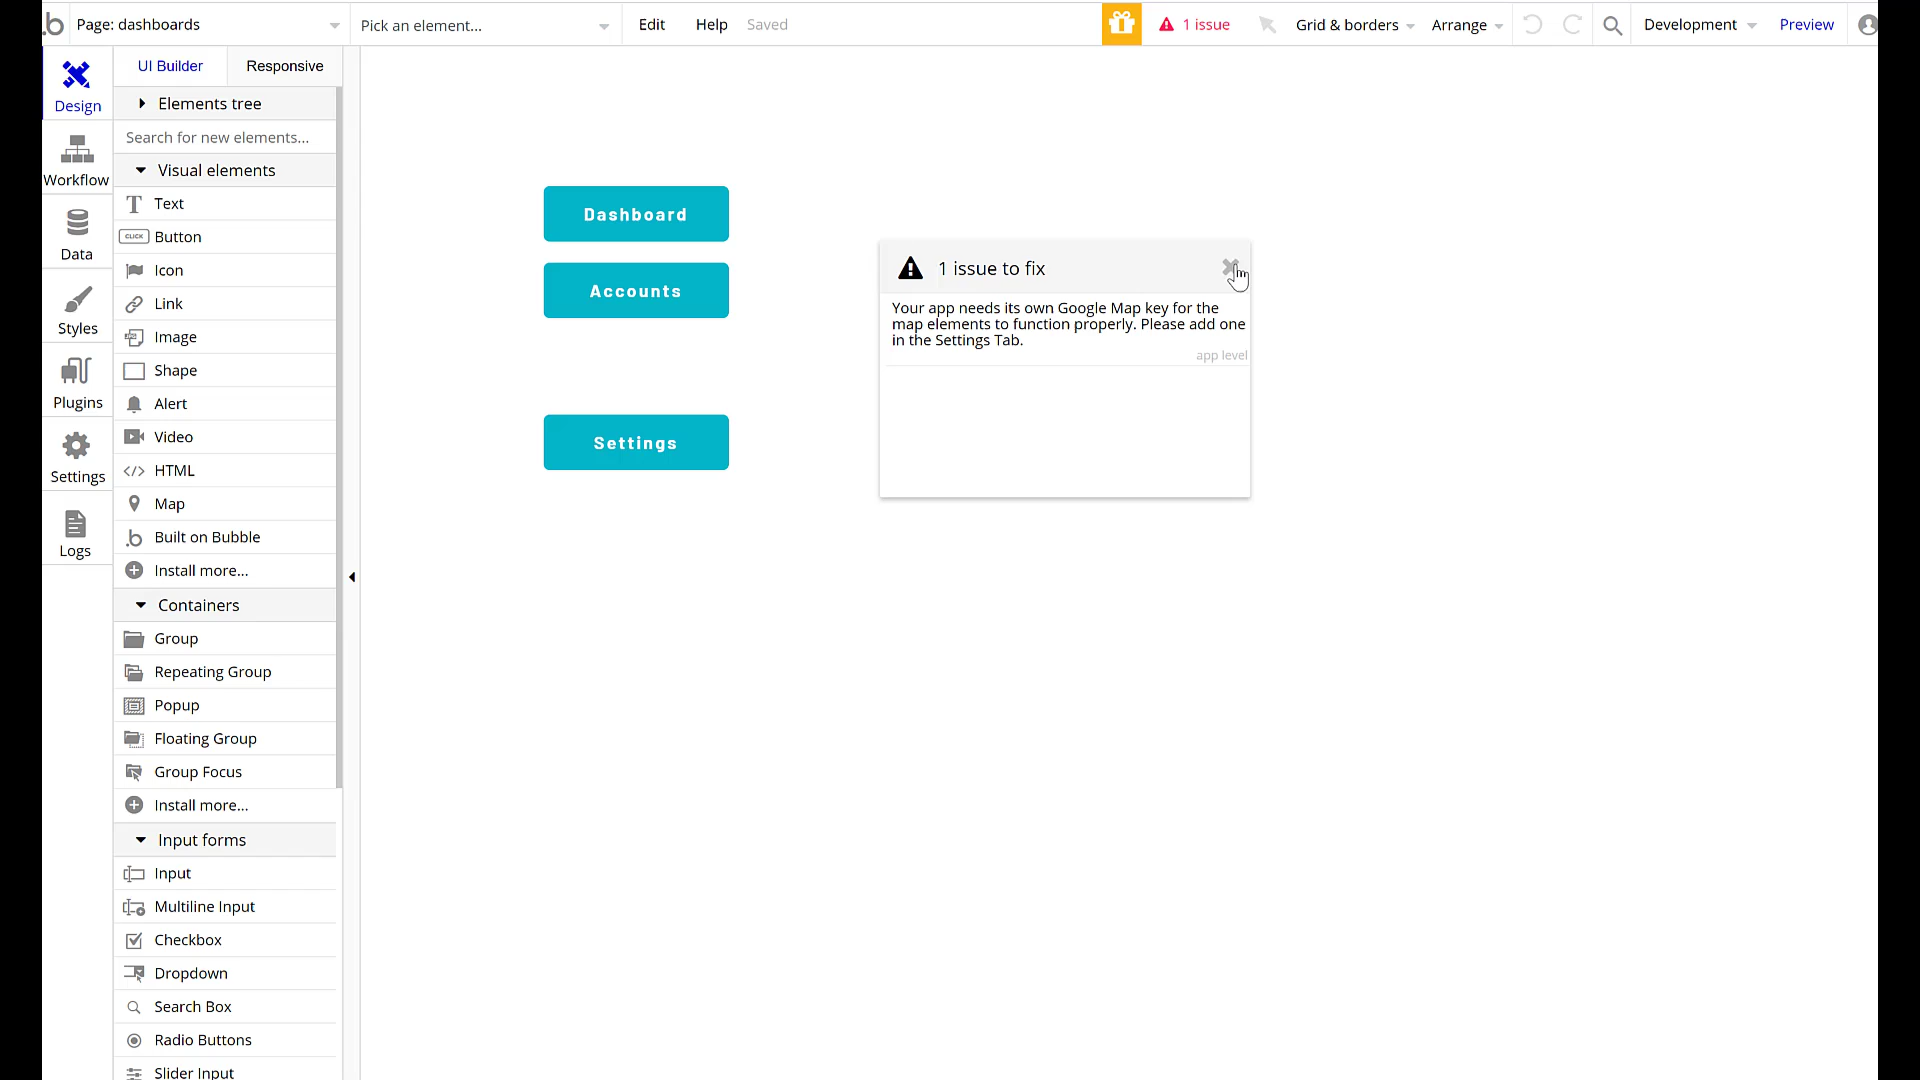 .b Page: dashboards Pick an element... Edit Help Saved 1 issue Grid & borders Arrange Development Preview
Design
Workflow
Data
Styles
Plugins
Settings
Logs
UI Builder Responsive
Elements tree
Search for new elements...
Visual elements
Text
CLICK Button
Icon
Link
Image
Shape
Alert
Video
</> HTML
Map
.b Built on Bubble
Install more...
Containers
Group
Repeating Group
Popup
Floating Group
Group Focus
Install more...
Input forms
Input
Multiline Input
Checkbox
Dropdown
Search Box
Radio Buttons
Slider Input
Dashboard
Accounts
Settings
1 issue to fix
Your app needs its own Google Map key for the
map elements to function properly. Please add one
in the Settings Tab.
app level